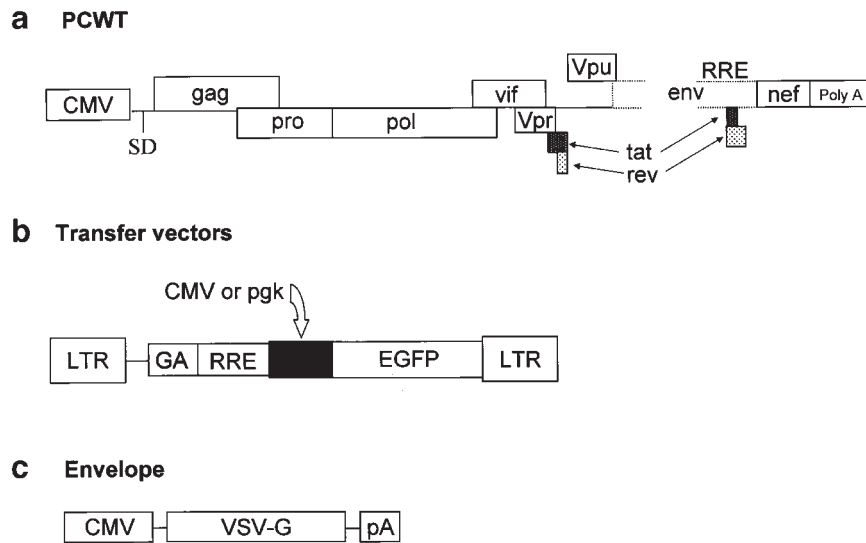 a PCWT
CMV
SD
gag
pro
pol
vif
Vpr
Vpu
RRE
env
nef
Poly A
tat
rev
b Transfer vectors
CMV or pgk
LTR
GA
RRE
EGFP
LTR
c Envelope
CMV
VSV-G
pA